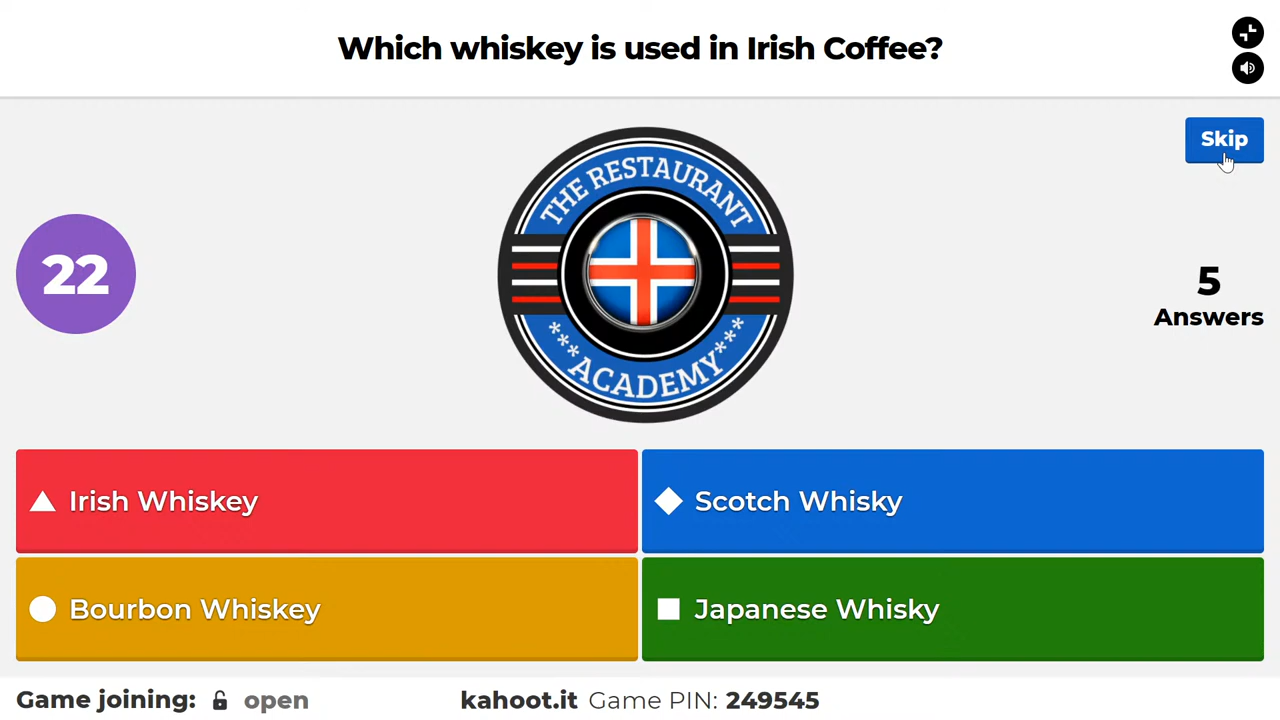 Which whiskey is used in Irish Coffee?
Skip
THE RESTAURANT
22
5
Answers
***ACADEMY***
Irish Whiskey
Scotch Whisky
Bourbon Whiskey
Japanese Whisky
Game joining: open
kahoot.it Game PIN: 249545